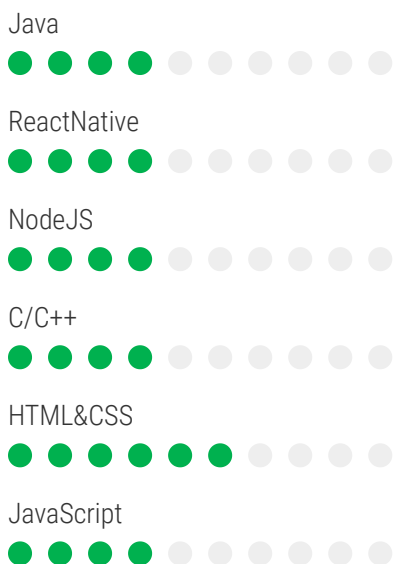 Java
ReactNative
NodeJS
C/C++
HTML&CSS
JavaScript